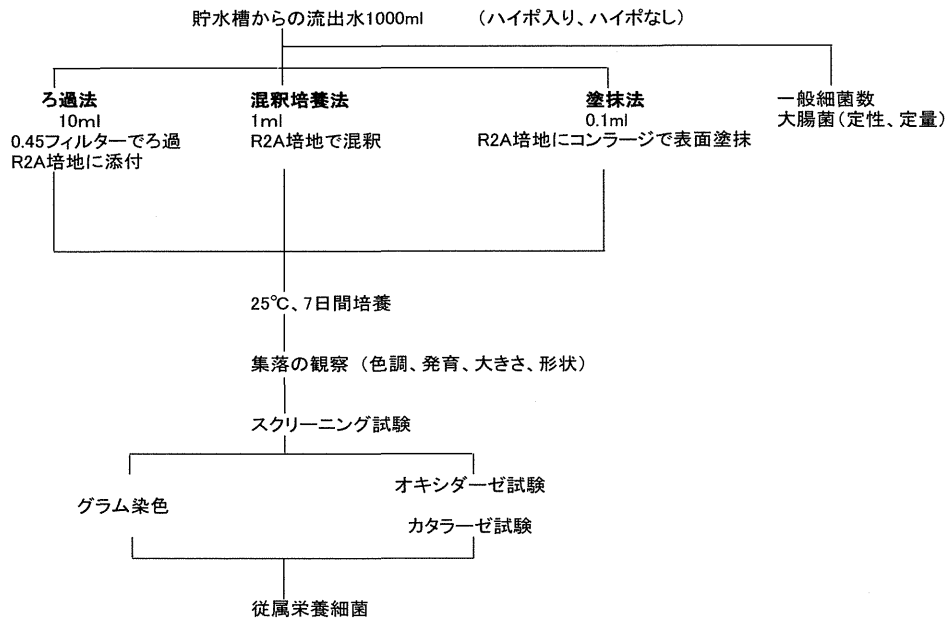 貯水槽からの流出水1000ml （ハイポ入り、ハイポなし）
ろ過法
10ml
0.45フィルターでろ過
R2A培地に添付
混釈培養法
1ml
R2A培地で混釈
塗抹法
0.1ml
R2A培地にコンラージで表面塗抹
一般細菌数
大腸菌（定性、定量）
25℃、7日間培養
集落の観察 （色調、発育、大きさ、形状）
スクリーニング試験
グラム染色
オキシダーゼ試験
カタラーゼ試験
従属栄養細菌